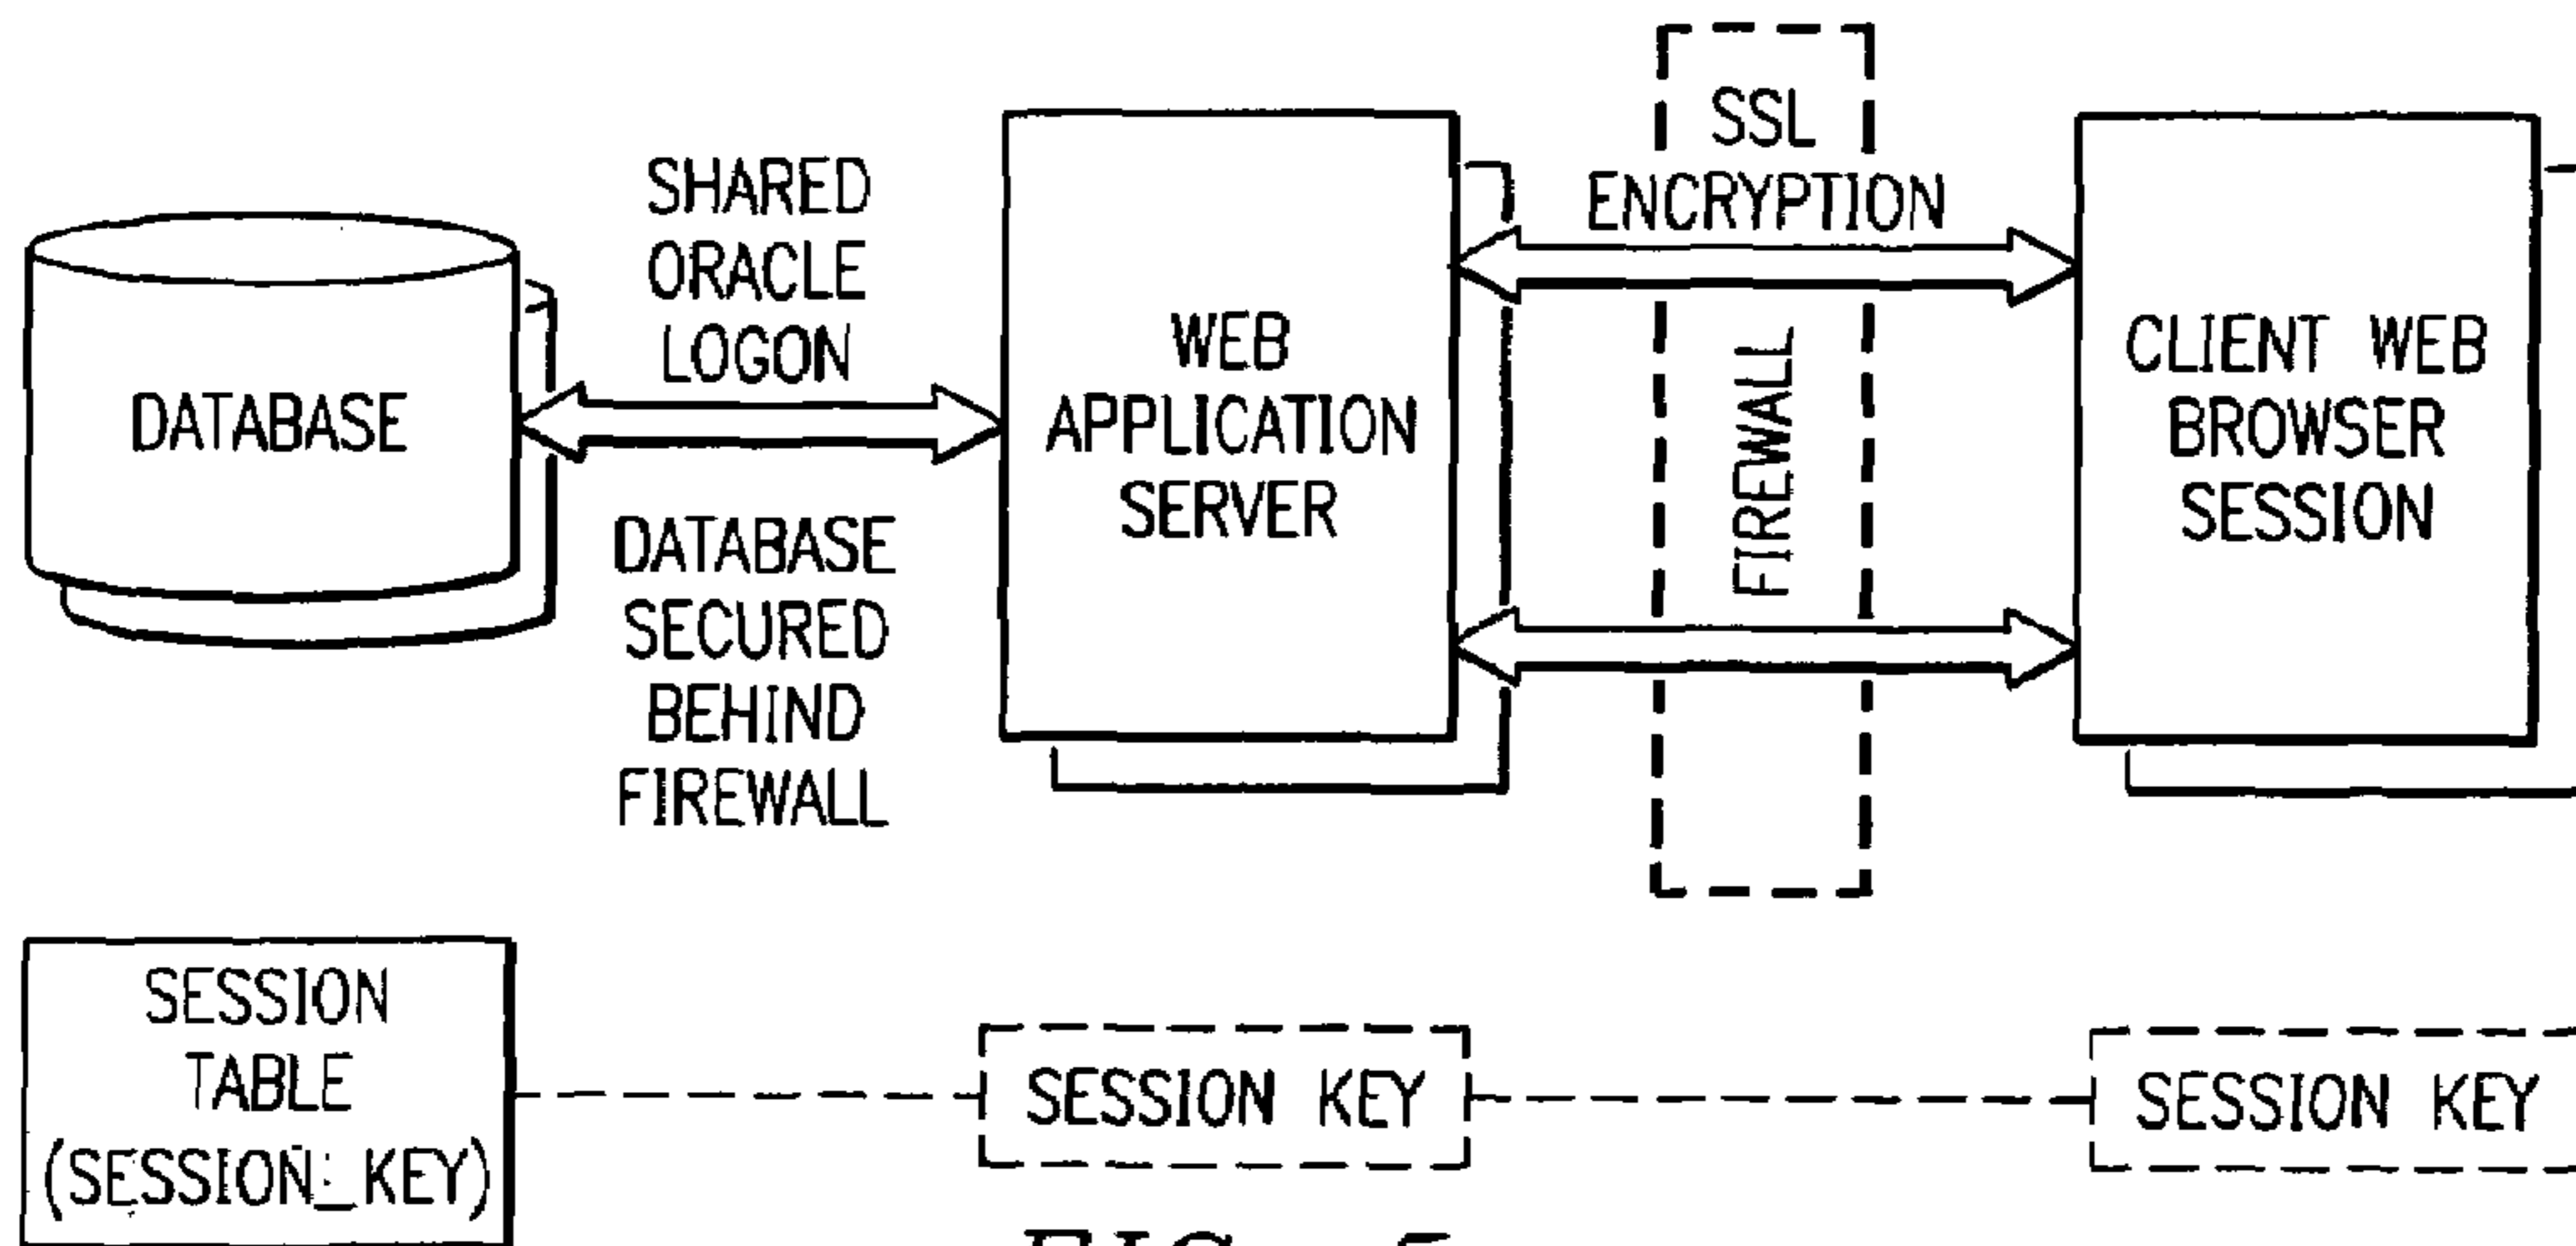 SHARED
ORACLE
LOGON
DATABASE
DATABASE
SECURED
BEHIND
FIREWALL
WEB
APPLICATION
SERVER
SSL
ENCRYPTION
FIREWALL
CLIENT WEB
BROWSER
SESSION
SESSION
TABLE
(SESSION_KEY)
SESSION KEY
SESSION KEY